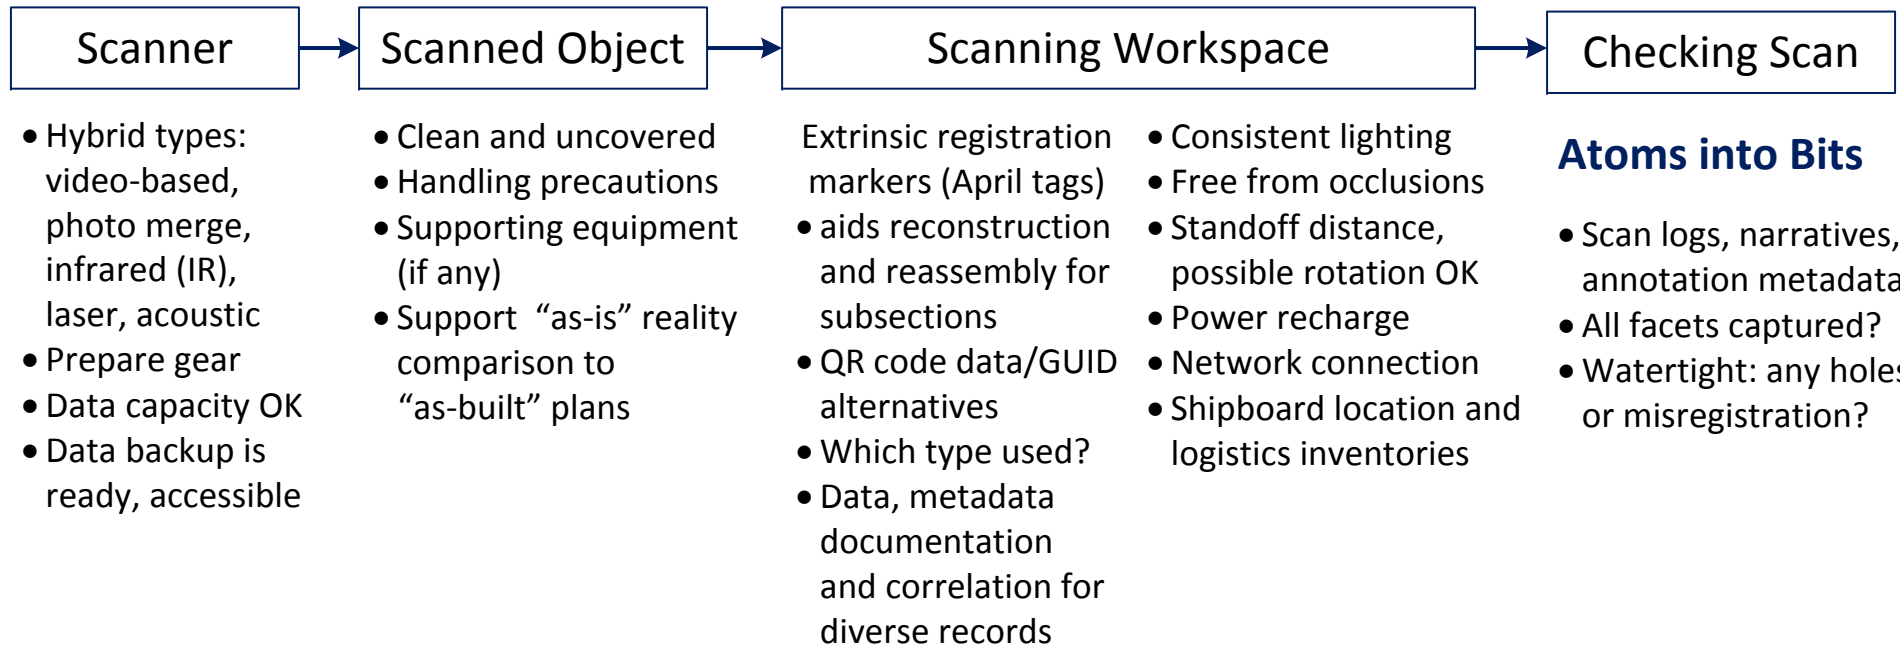 Scanner
• Hybrid types:
video-based,
photo merge,
infrared (IR),
laser, acoustic
• Prepare gear
• Data capacity OK
• Data backup is
ready, accessible
Scanned Object
• Clean and uncovered
• Handling precautions
• Supporting equipment
(if any)
• Support “as-is” reality
comparison to
“as-built” plans
Scanning Workspace
Extrinsic registration
markers (April tags)
• aids reconstruction
and reassembly for
subsections
• QR code data/GUID
alternatives
• Which type used?
• Data, metadata
documentation
and correlation for
diverse records
• Consistent lighting
• Free from occlusions
• Standoff distance,
possible rotation OK
• Power recharge
• Network connection
• Shipboard location and
logistics inventories
Checking Scan
Atoms into Bits
• Scan logs, narratives,
annotation metadata
• All facets captured?
• Watertight: any holes
or misregistration?